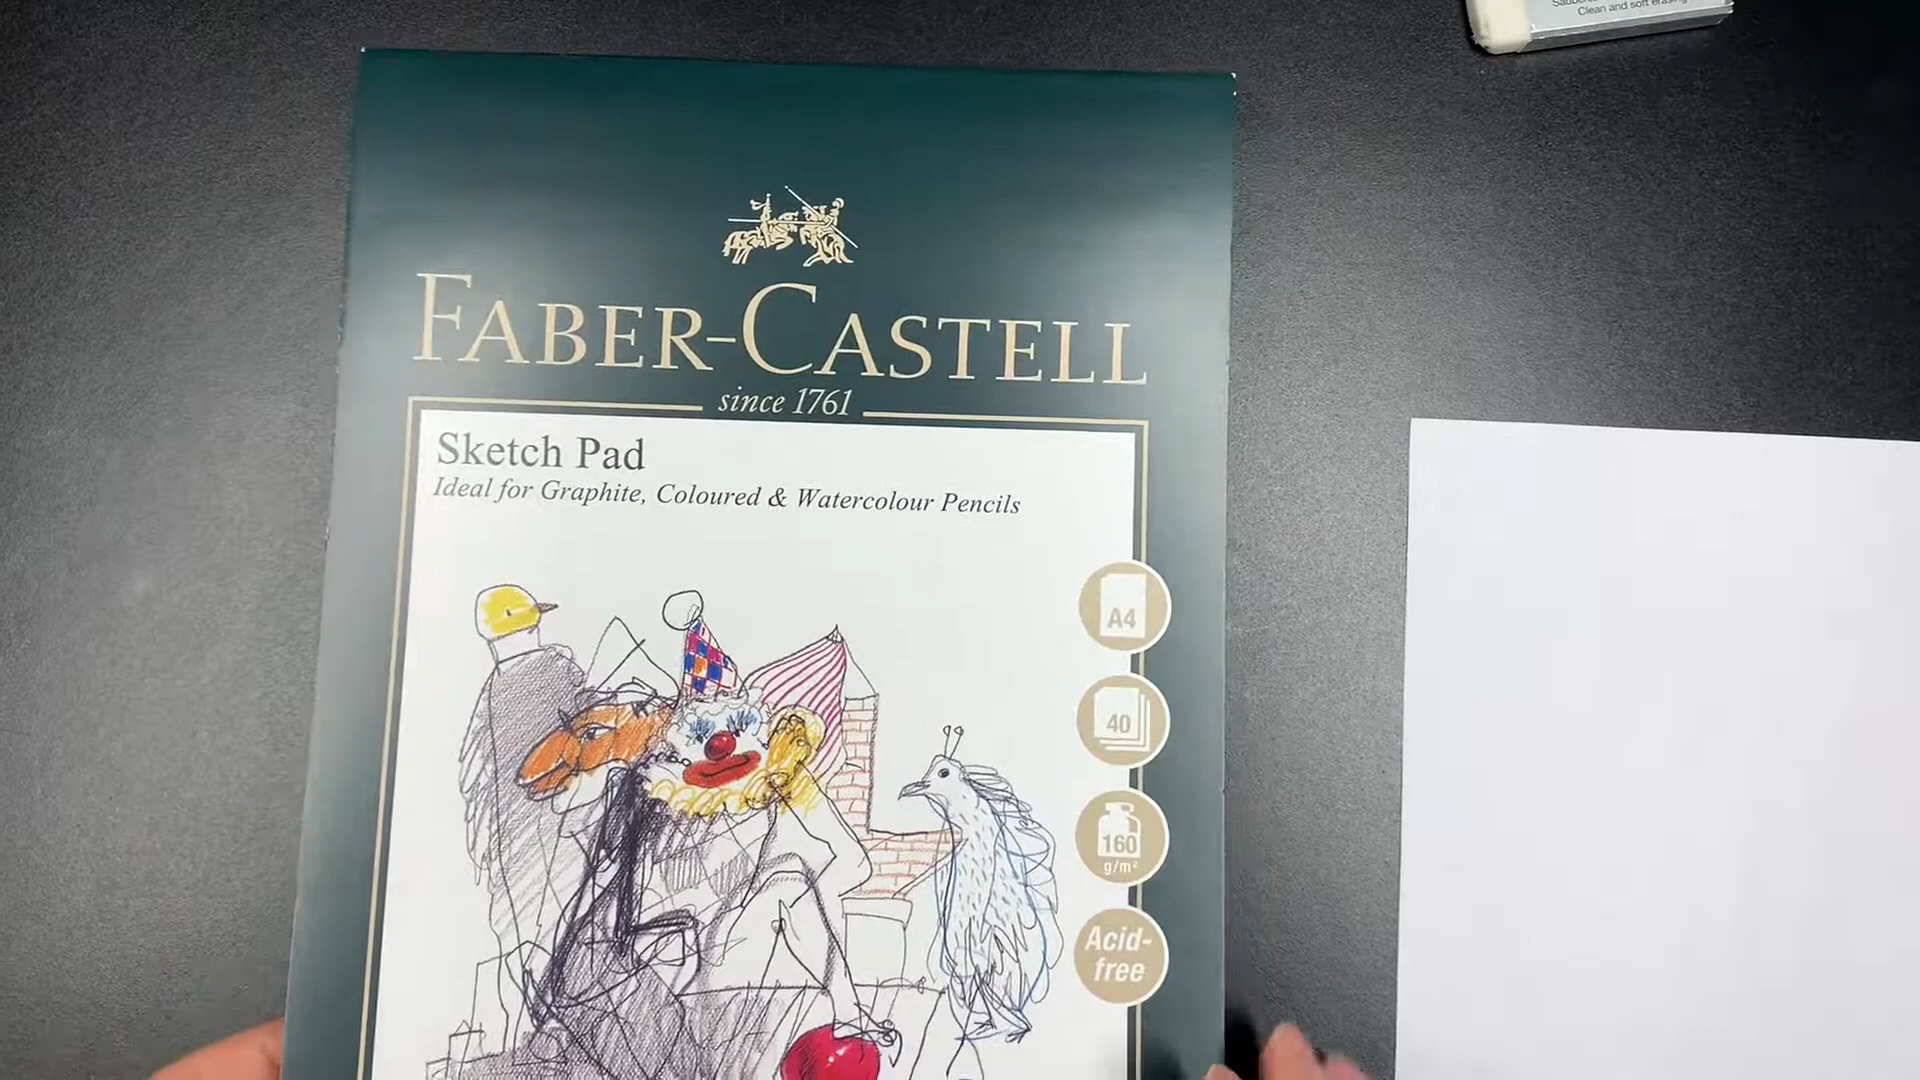 Clean and soft erasing
FABER-CASTELL
since 1761
Sketch Pad
Ideal for Graphite, Coloured & Watercolour Pencils
A4
40
160
g/m²
Acid-
free